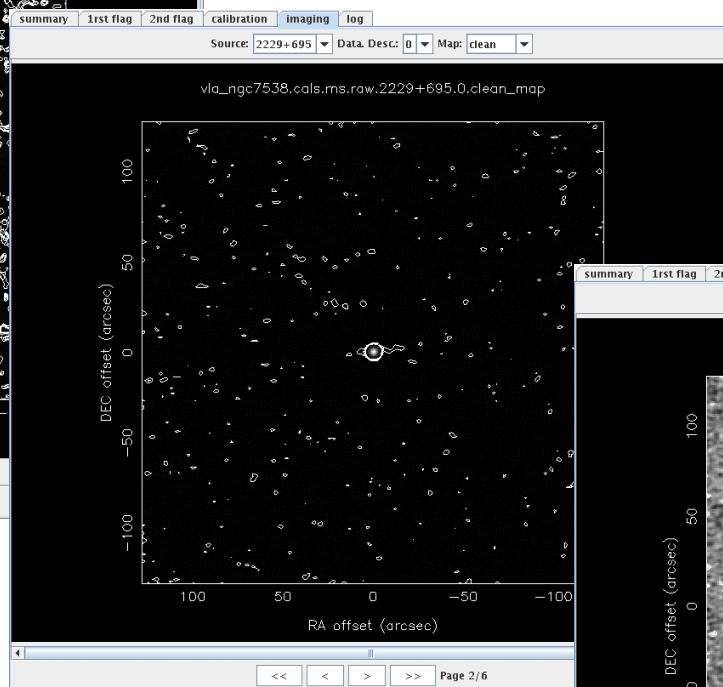 summary 1rst flag 2nd flag calibration imaging log
Source: 2229+695 Data. Desc.: 0 Map: clean
vla_ngc7538.cals.ms.raw.2229+695.0.clean_map
100
50
0
−50
−100
DEC offset (arcsec)
100 50 0 −50 −100
RA offset (arcsec)
<< < > >> Page 2/6
summary 1rst flag
100
50
0
DEC offset (arcsec)